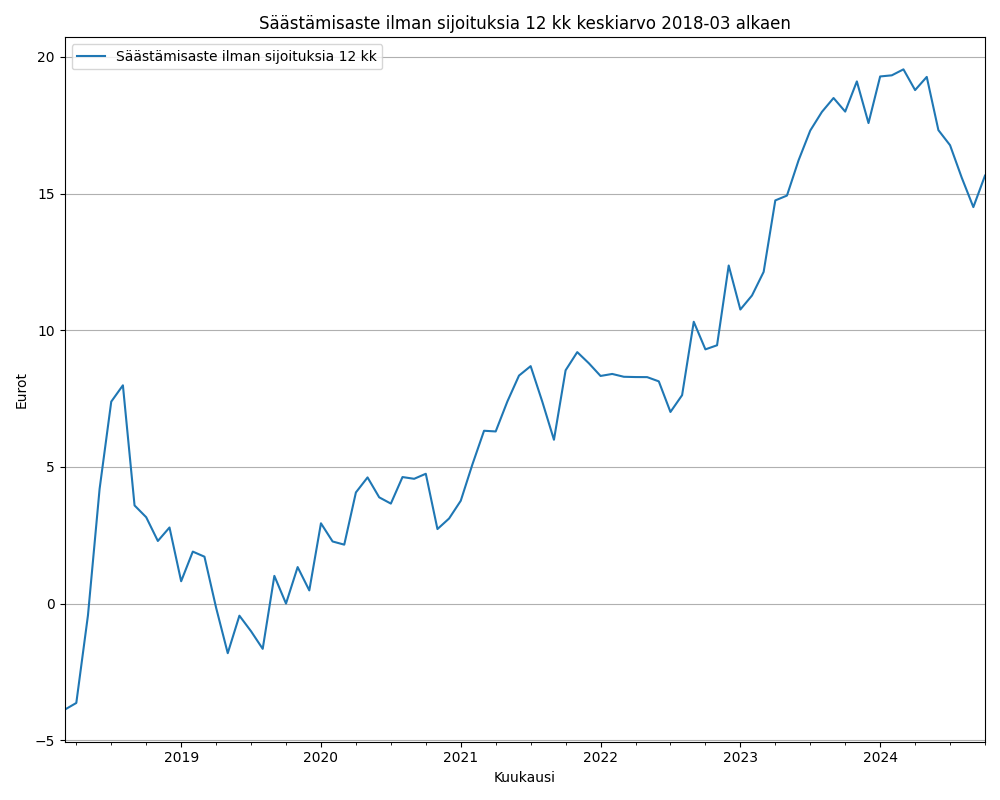 Säästämisaste ilman sijoituksia 12 kk keskiarvo 2018-03 alkaen
Säästämisaste ilman sijoituksia 12 kk
20
15
10
5
0
−5
Eurot
2019 2020 2021 2022 2023 2024
Kuukausi